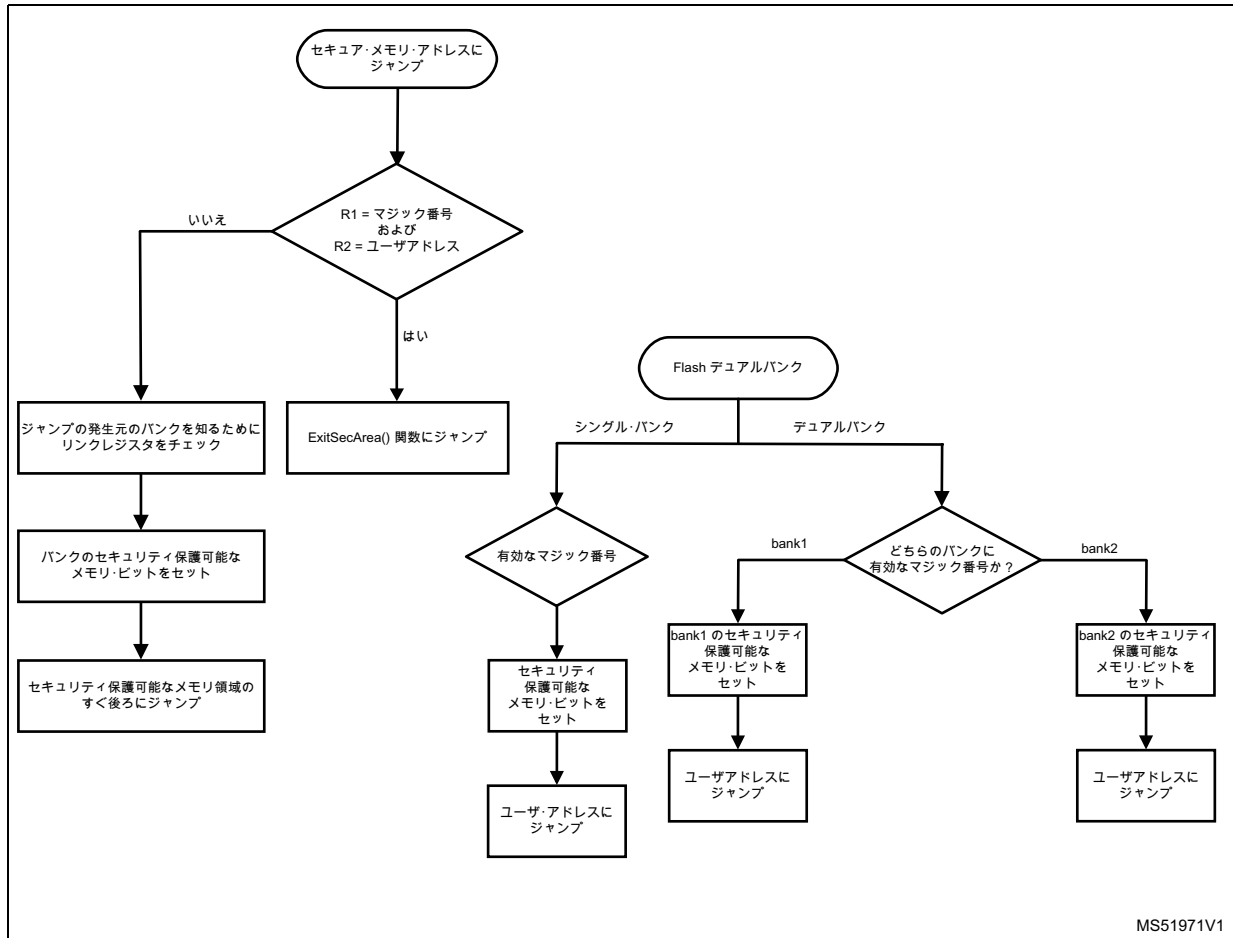 セキュア·メモリ·アドレスに
ジャンプ
R1 = マジック番号
および
R2 = ユーザアドレス
いいえ
はい
ジャンプの発生元のバンクを知るために
リンクレジスタをチェック
ExitSecArea() 関数にジャンプ
バンクのセキュリティ保護可能な
メモリ·ビットをセット
セキュリティ保護可能なメモリ領域の
すぐ後ろにジャンプ
Flash デュアルバンク
シングル·バンク
デュアルバンク
有効なマジック番号
どちらのバンクに
有効なマジック番号か？
bank1
bank2
セキュリティ
保護可能な
メモリ·ビットを
セット
ユーザ·アドレスに
ジャンプ
bank1 のセキュリティ
保護可能な
メモリ·ビットを
セット
ユーザアドレスに
ジャンプ
bank2 のセキュリティ
保護可能な
メモリ·ビットを
セット
ユーザアドレスに
ジャンプ
MS51971V1